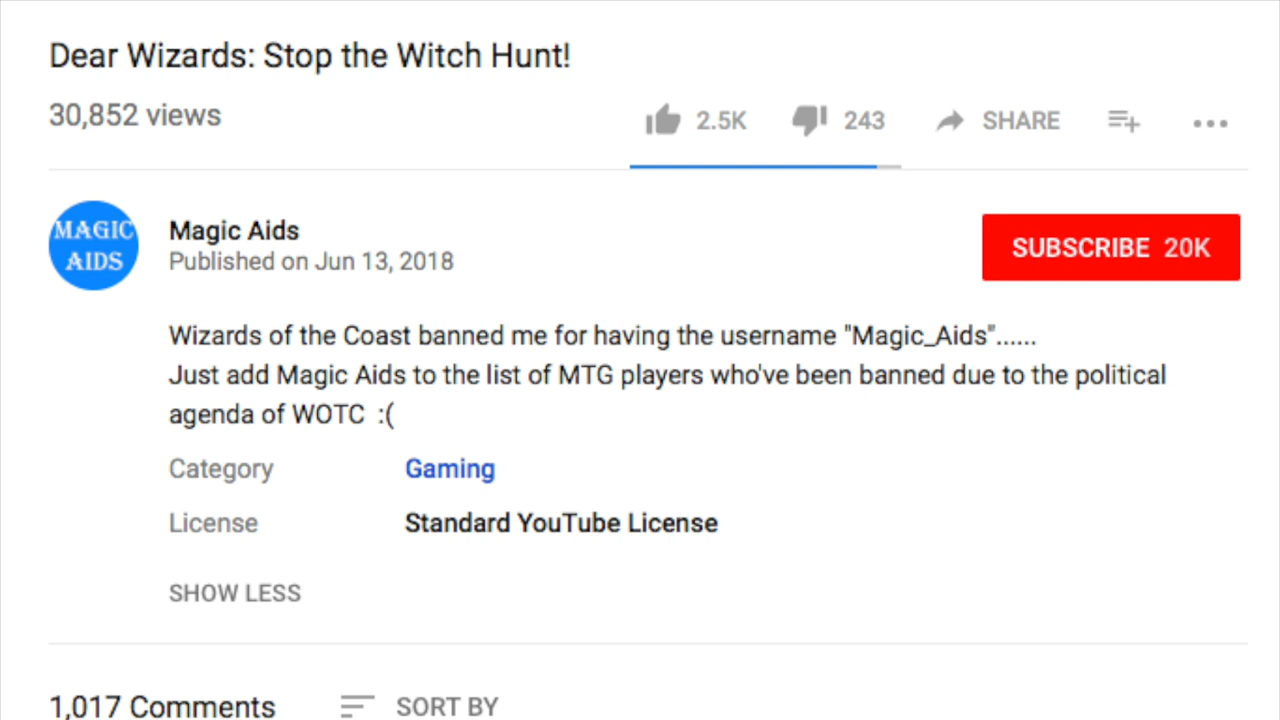 Dear Wizards: Stop the Witch Hunt!
30,852 views
2.5K 243 SHARE
MAGIC
AIDS
Magic Aids
Published on Jun 13, 2018
SUBSCRIBE 20K
Wizards of the Coast banned me for having the username "Magic_Aids"......
Just add Magic Aids to the list of MTG players who've been banned due to the political
agenda of WOTC :(
Category Gaming
License Standard YouTube License
SHOW LESS
1,017 Comments SORT BY